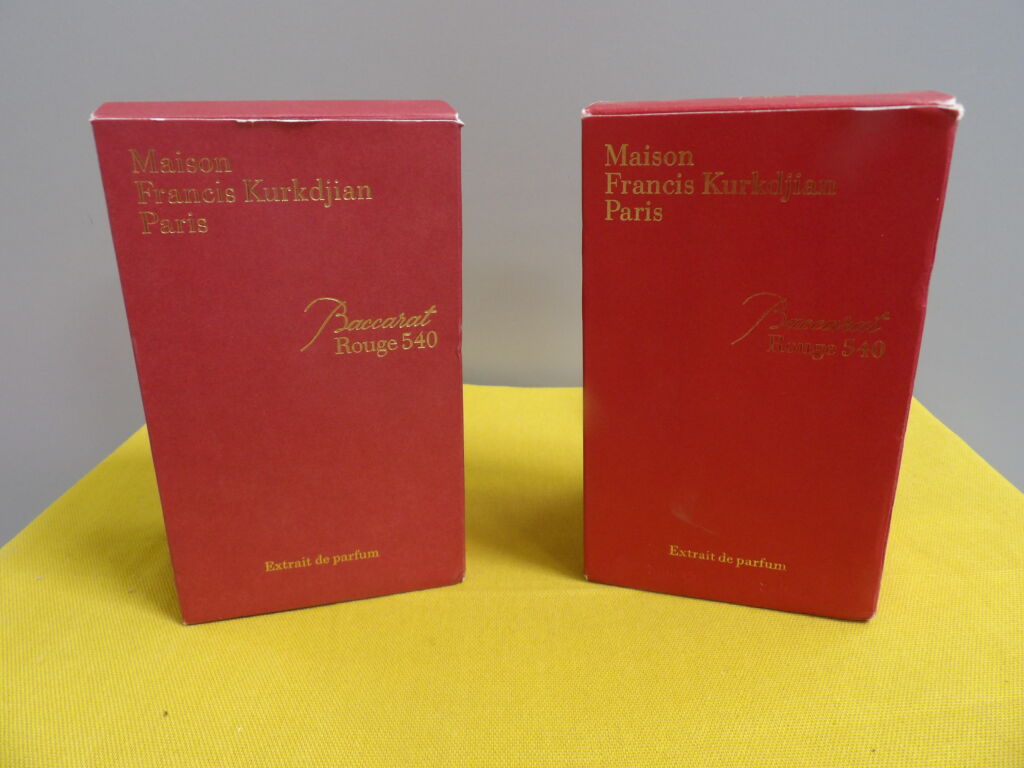 Maison
Francis Kurkdjian
Paris
Baccarat
Rouge 540
Extrait de parfum
Maison
Francis Kurkdjian
Paris
Baccarat
Rouge 540
Extrait de parfum